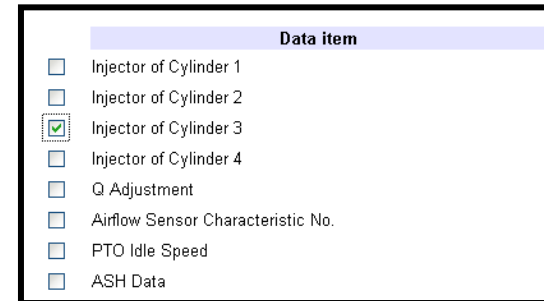 Data item
Injector of Cylinder 1
Injector of Cylinder 2
Injector of Cylinder 3
Injector of Cylinder 4
Q Adjustment
Airflow Sensor Characteristic No.
PTO Idle Speed
ASH Data